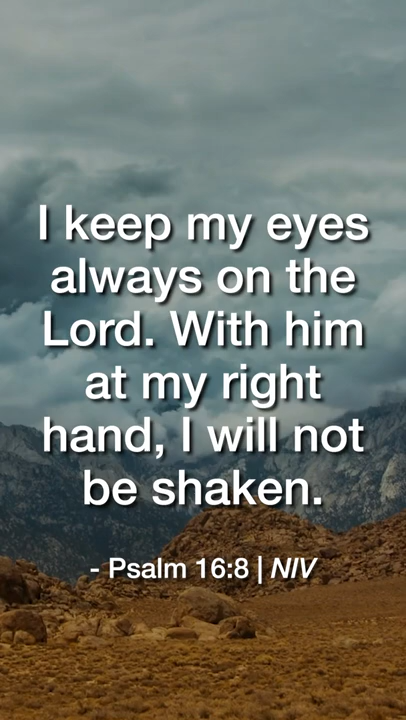 I keep my eyes
always on the
Lord. With him
at my right
hand, I will not
be shaken.
- Psalm 16:8 | NIV